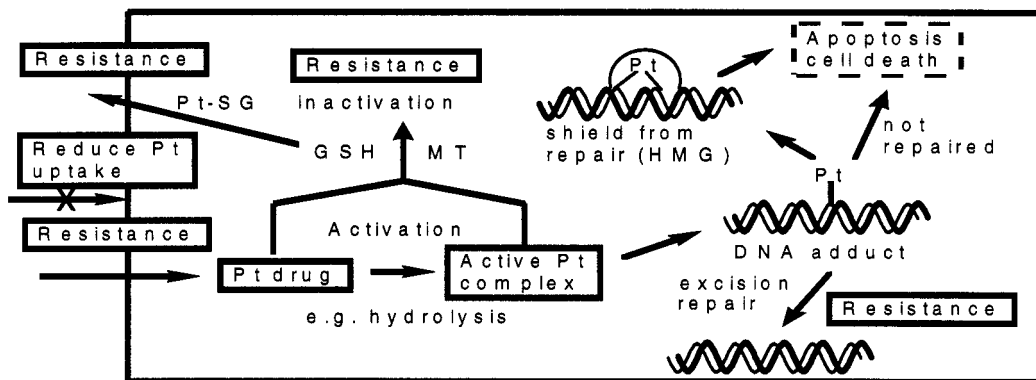 Resistance
Pt-SG
Reduce Pt
uptake
X
Resistance
Resistance
inactivation
GSH
MT
Activation
Pt drug
Active Pt
complex
e.g. hydrolysis
Pt
shield from
repair (HMG)
Apoptosis
cell death
not
repaired
Pt
DNA adduct
excision
repair
Resistance